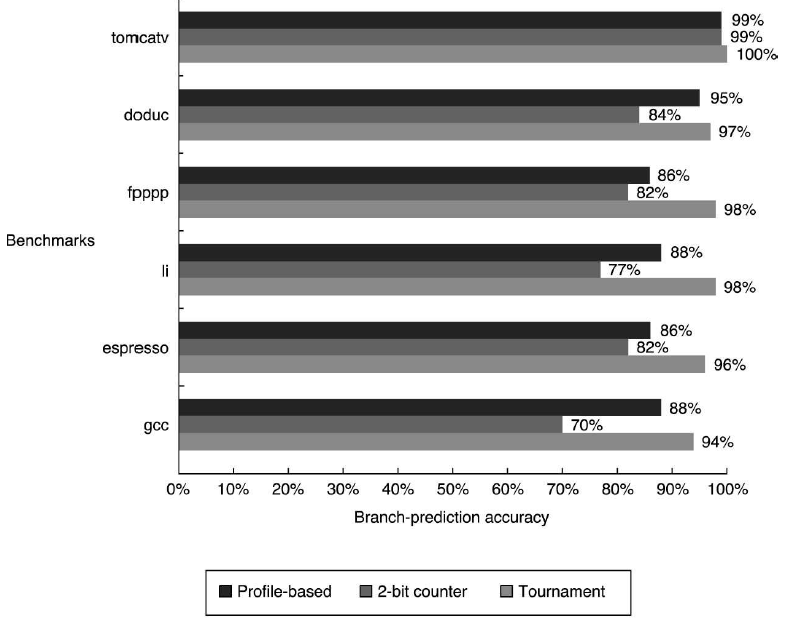 tomcatv
99%
99%
100%
doduc
95%
84%
97%
fpppp
86%
82%
98%
Benchmarks
li
88%
77%
98%
espresso
86%
82%
96%
gcc
88%
70%
94%
0% 10% 20% 30% 40% 50% 60% 70% 80% 90% 100%
Branch-prediction accuracy
Profile-based 2-bit counter Tournament